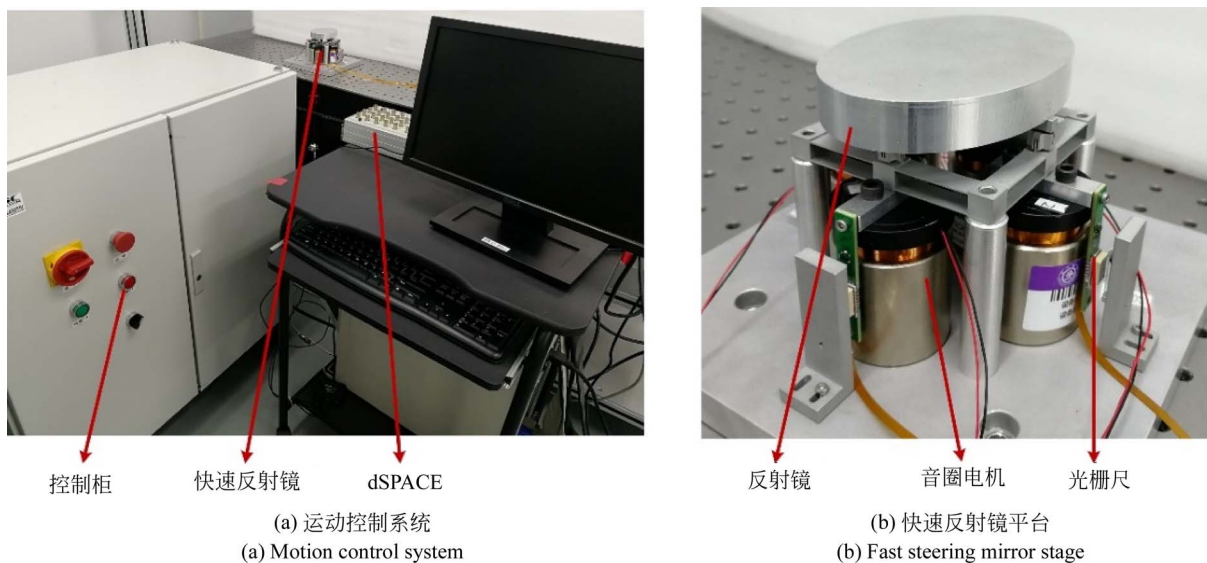 控制柜
快速反射镜
dSPACE
(a) 运动控制系统
(a) Motion control system
反射镜
音圈电机
光栅尺
(b) 快速反射镜平台
(b) Fast steering mirror stage